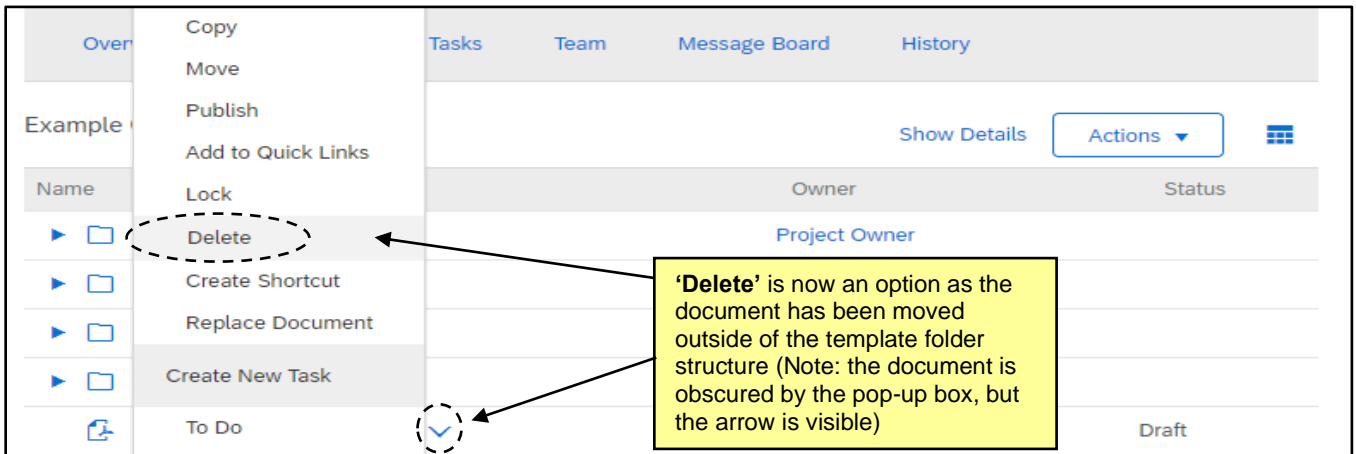 Copy
Over Tasks Team Message Board History
Move
Publish
Example Show Details Actions
Add to Quick Links
Name Lock Owner Status
Delete Project Owner
Create Shortcut
Replace Document
Create New Task
To Do Draft
‘Delete’ is now an option as the
document has been moved
outside of the template folder
structure (Note: the document is
obscured by the pop-up box, but
the arrow is visible)